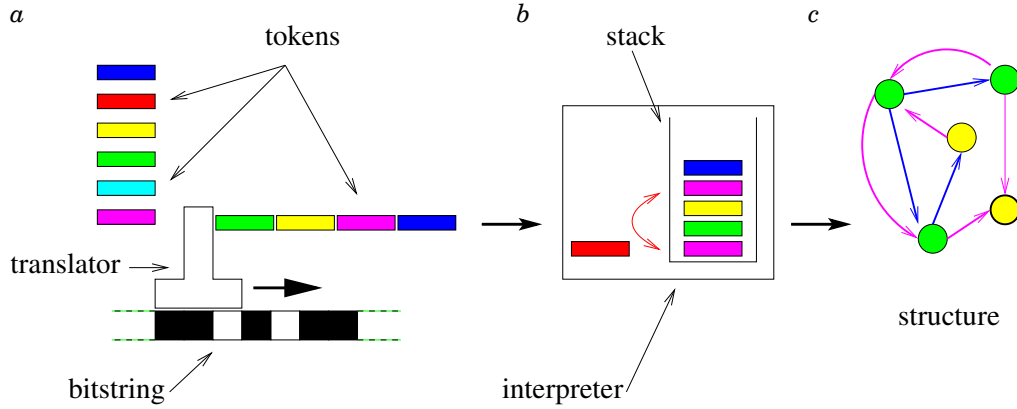 a
b
c
tokens
stack
translator
structure
bitstring
interpreter